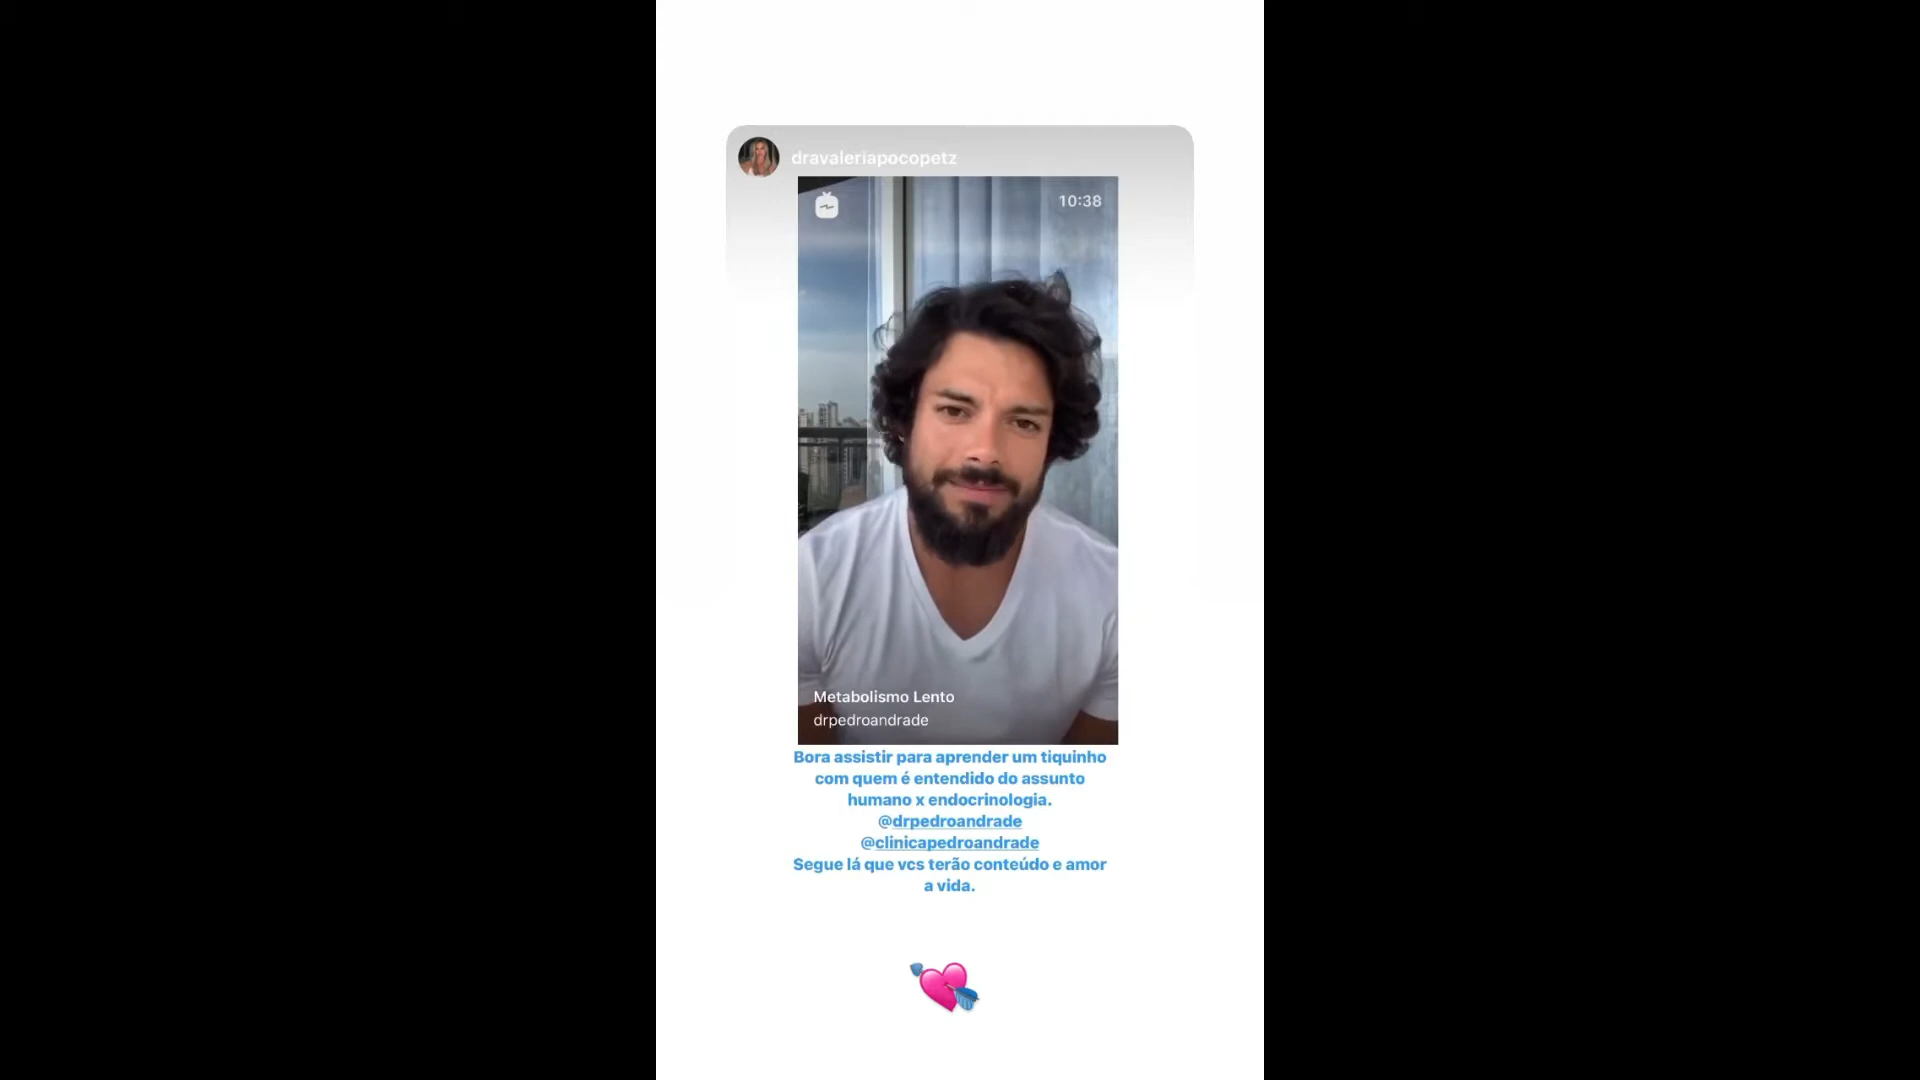 dravaleriapocopetz
10:38
Metabolismo Lento
drpedroandrade
Bora assistir para aprender um tiquinho
com quem é entendido do assunto
humano x endocrinologia.
@drpedroandrade
@clinicapedroandrade
Segue lá que vcs terão conteúdo e amor
a vida.